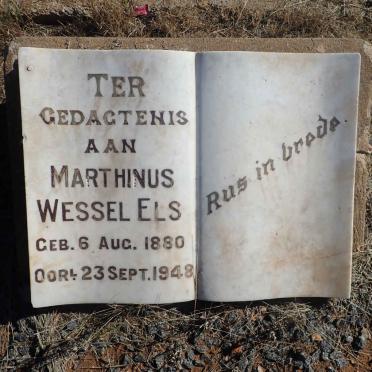 TER
GEDACTENIS
AAN
MARTHINUS
WESSEL ELS
GEB. 6 AUG. 1880
OORL. 23 SEPT. 1948
Rus in vrede